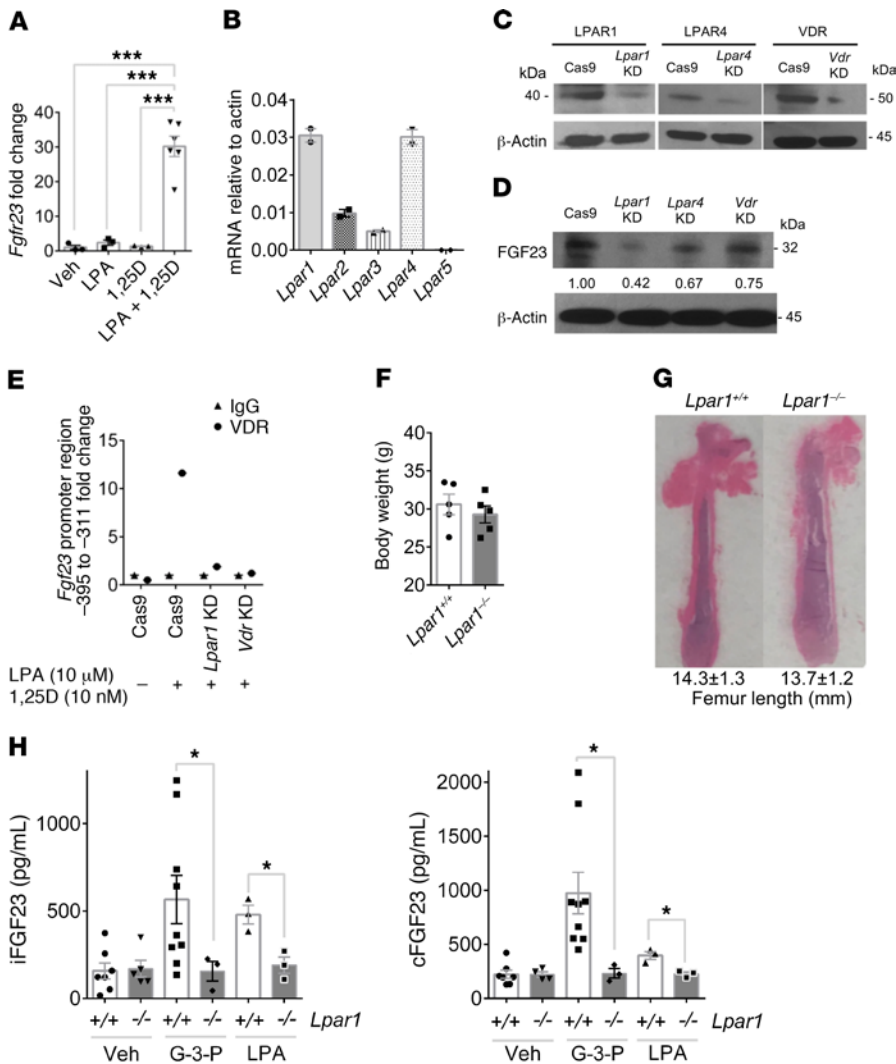 A
***
***
***
Fgfr23 fold change
40
30
20
10
0
Veh
LPA
1,25D
LPA + 1,25D
B
mRNA relative to actin
0.04
0.03
0.02
0.01
0.00
Lpar1
Lpar2
Lpar3
Lpar4
Lpar5
C
LPAR1 LPAR4 VDR
kDa Cas9 Lpar1 KD Cas9 Lpar4 KD Cas9 Vdr KD kDa
40 - - 50
β-Actin - 45
D
Cas9 Lpar1 KD Lpar4 KD Vdr KD kDa
FGF23 - 32
1.00 0.42 0.67 0.75
β-Actin - 45
E
IgG
VDR
Fgf23 promoter region
−395 to −311 fold change
15
10
5
0
Cas9
Cas9
Lpar1 KD
Vdr KD
LPA (10 μM)
1,25D (10 nM)
− + + +
F
Body weight (g)
40
35
30
25
20
Lpar1+/+
Lpar1−/−
G
Lpar1+/+ Lpar1−/−
14.3±1.3 13.7±1.2
Femur length (mm)
H
iFGF23 (pg/mL)
1000
500
0
* *
+/+ -/- +/+ -/- +/+ -/- Lpar1
Veh G-3-P LPA
cFGF23 (pg/mL)
2000
1500
1000
500
0
* *
+/+ -/- +/+ -/- +/+ -/- Lpar1
Veh G-3-P LPA